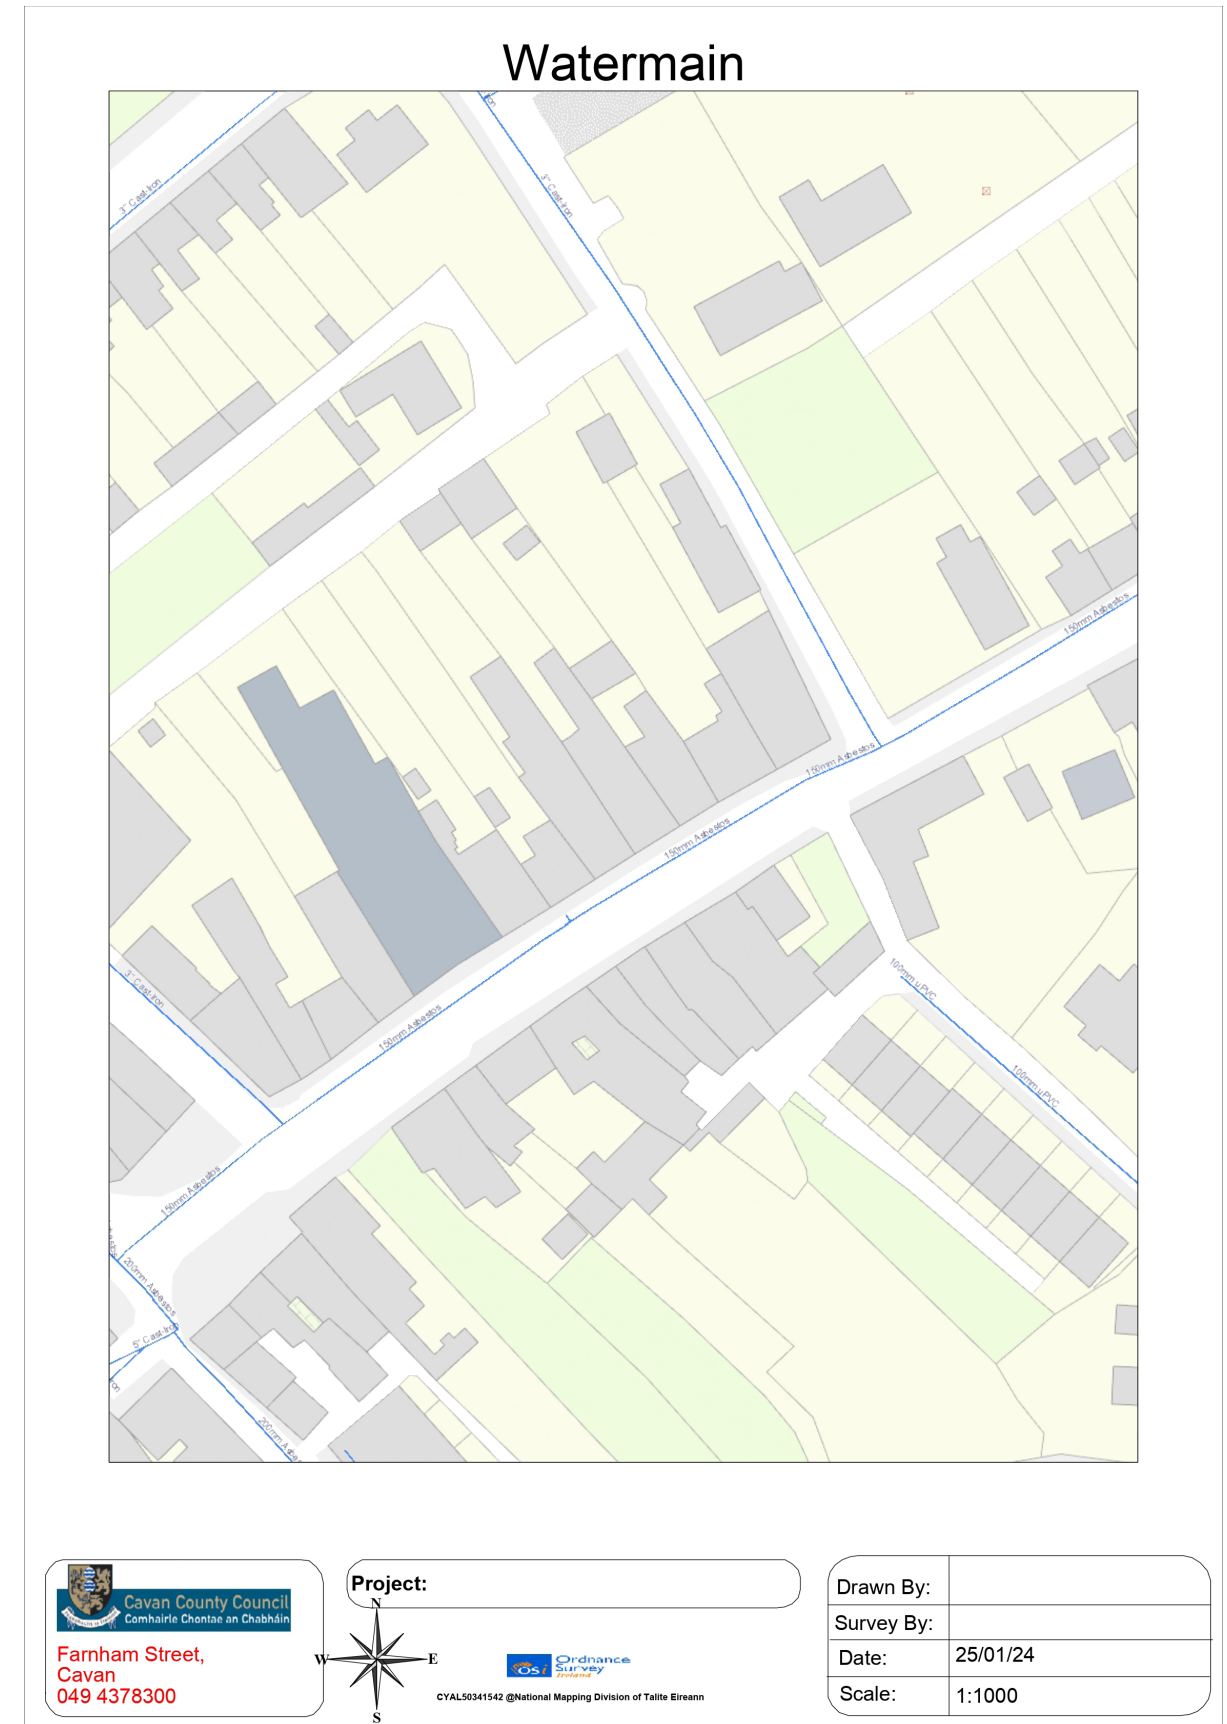 Watermain
3" Cast-Iron
3" Cast-Iron
150mm Asbestos
150mm Asbestos
150mm Asbestos
3" Cast-Iron
100mm uPVC
150mm Asbestos
100mm uPVC
150mm Asbestos
200mm Asbestos
5" Cast-Iron
200mm Asbe
Cavan County Council
Comhairle Chontae an Chabháin
Farnham Street,
Cavan
049 4378300
Project:
N
W
E
S
osi Ordnance
Survey
Ireland
CYAL50341542 @National Mapping Division of Talite Eireann
Drawn By:
Survey By:
Date: 25/01/24
Scale: 1:1000